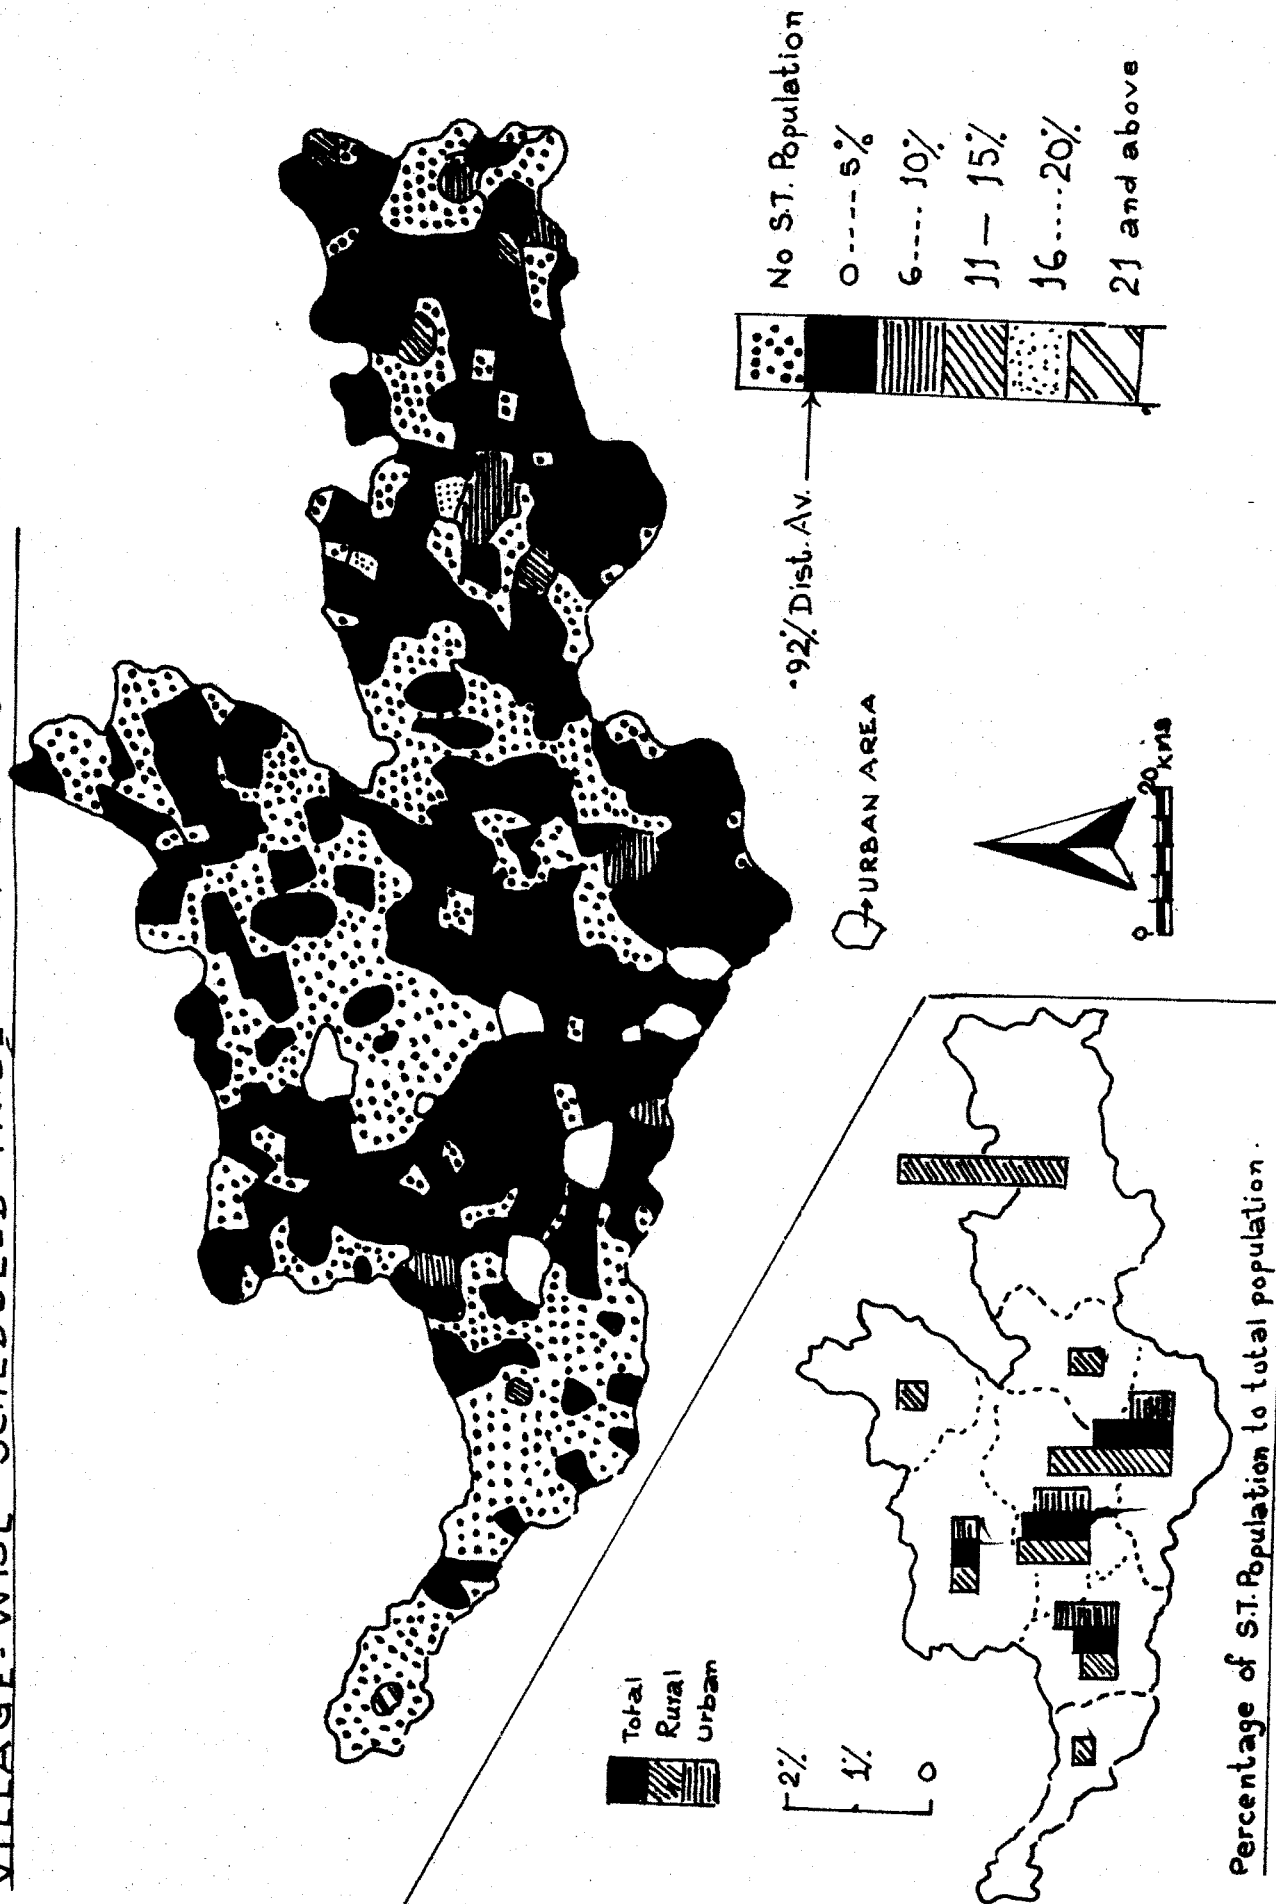 VILLAGE-WISE SCHEDULED
No S.T. Population
0-----5%
6----10%
11—15%
16----20%
21 and above
.92% Dist. Av.
URBAN AREA
0 20 kms
Total
Rural
Urban
2%
1%
0
Percentage of S.T. Population to total population.